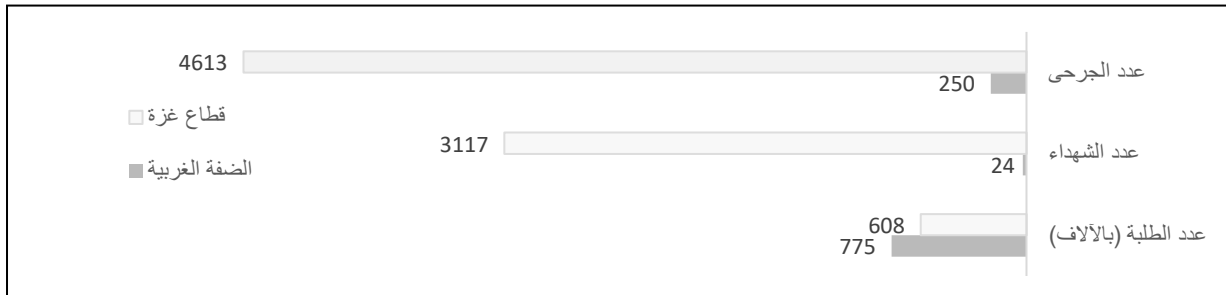 عدد الجرحى
4613
250
قطاع غزة
عدد الشهداء
3117
24
الضفة الغربية
عدد الطلبة (بالآلاف)
608
775